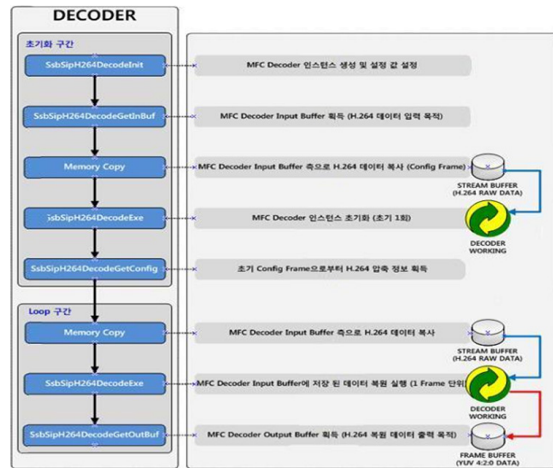 DECODER
초기화 구간
SsbSipH264DecodeInit
MFC Decoder 인스턴스 생성 및 설정 값 설정
SsbSipH264DecodeGetInBuf
MFC Decoder Input Buffer 획득 (H.264 데이터 입력 목적)
Memory Copy
MFC Decoder Input Buffer 측으로 H.264 데이터 복사 (Config Frame)
STREAM BUFFER
(H.264 RAW DATA)
SsbSipH264DecodeExe
MFC Decoder 인스턴스 초기화 (초기 1회)
DECODER
WORKING
SsbSipH264DecodeGetConfig
초기 Config Frame으로부터 H.264 압축 정보 획득
Loop 구간
Memory Copy
MFC Decoder Input Buffer 측으로 H.264 데이터 복사
STREAM BUFFER
(H.264 RAW DATA)
SsbSipH264DecodeExe
MFC Decoder Input Buffer에 저장 된 데이터 복원 실행 (1 Frame 단위)
DECODER
WORKING
SsbSipH264DecodeGetOutBuf
MFC Decoder Output Buffer 획득 (H.264 복원 데이터 출력 목적)
FRAME BUFFER
(YUV 4:2:0 DATA)